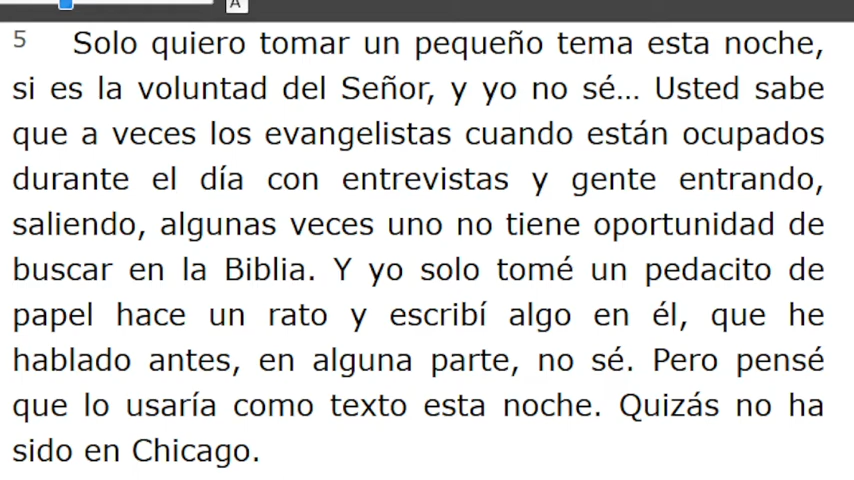 A
5 Solo quiero tomar un pequeño tema esta noche,
si es la voluntad del Señor, y yo no sé... Usted sabe
que a veces los evangelistas cuando están ocupados
durante el día con entrevistas y gente entrando,
saliendo, algunas veces uno no tiene oportunidad de
buscar en la Biblia. Y yo solo tomé un pedacito de
papel hace un rato y escribí algo en él, que he
hablado antes, en alguna parte, no sé. Pero pensé
que lo usaría como texto esta noche. Quizás no ha
sido en Chicago.